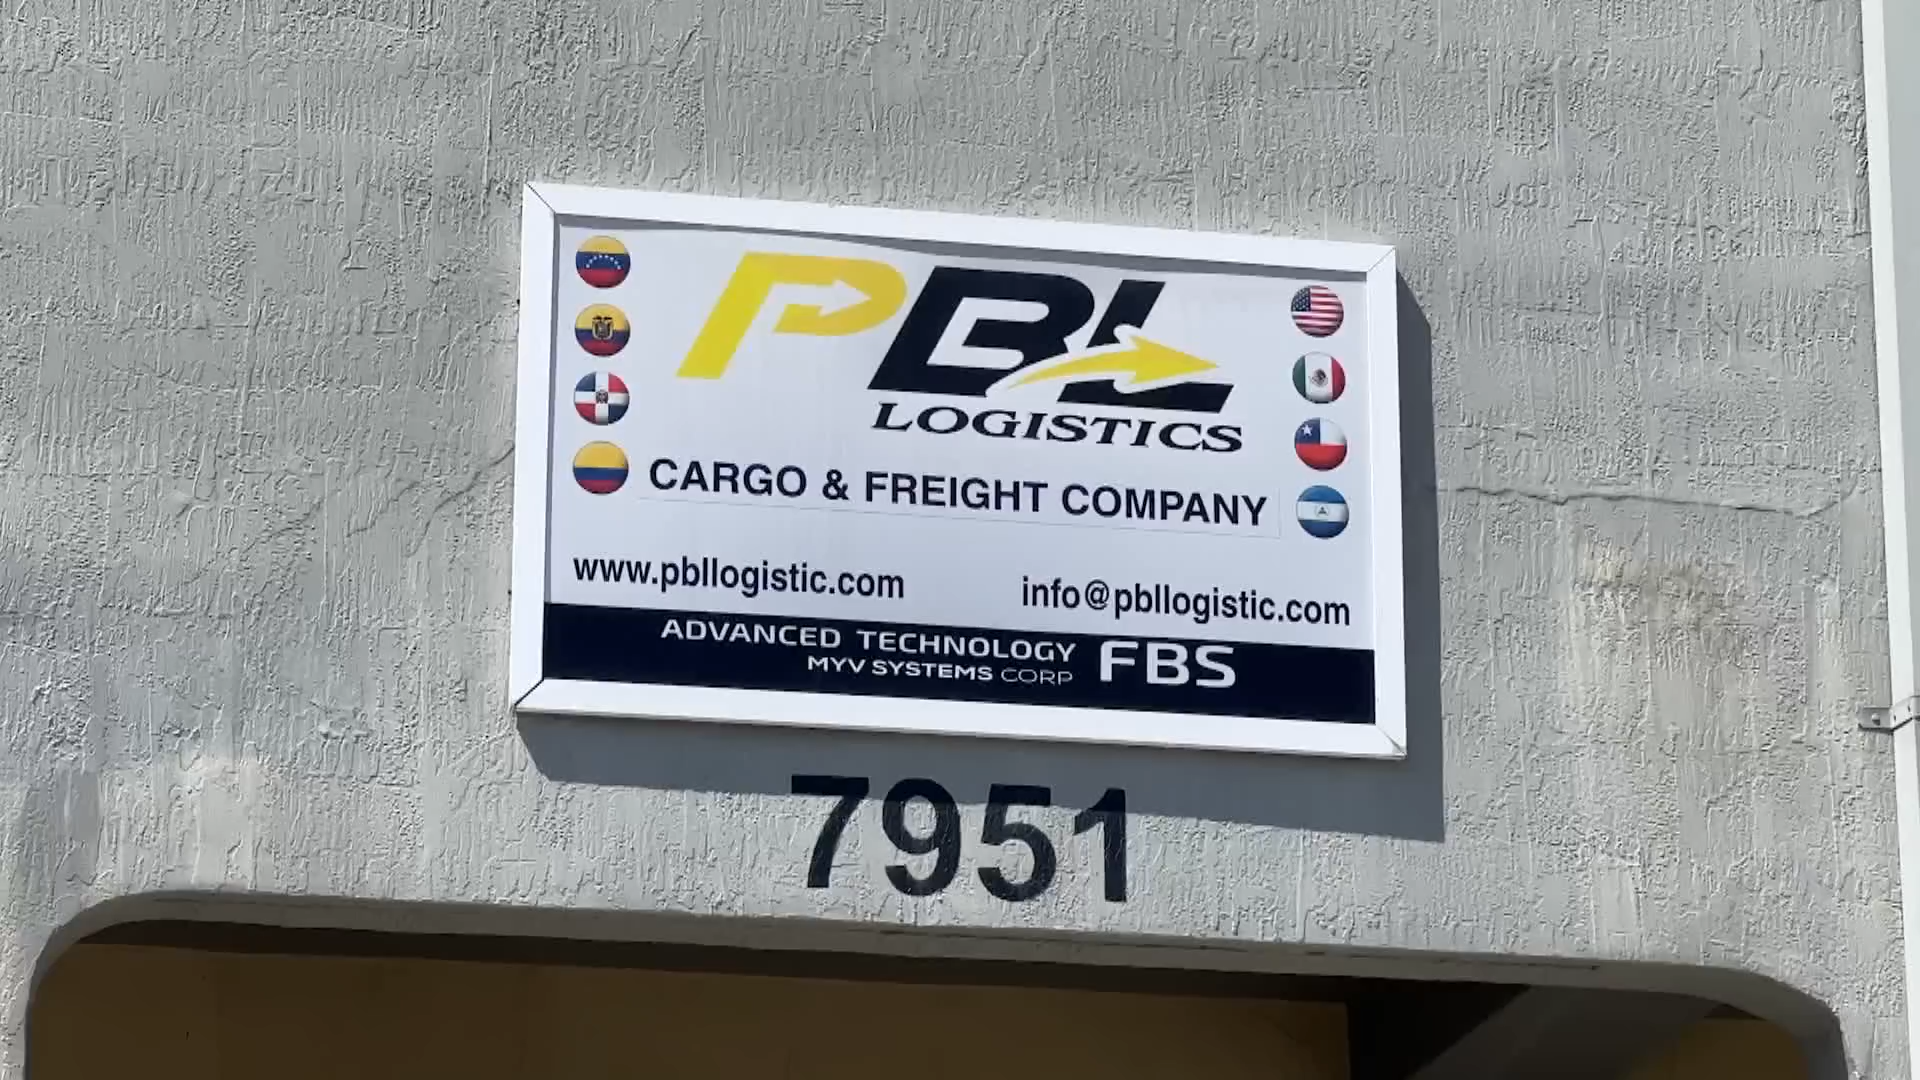 PBL
LOGISTICS
CARGO & FREIGHT COMPANY
www.pbllogistic.com info@pbllogistic.com
ADVANCED TECHNOLOGY FBS
MYV SYSTEMS CORP
7951